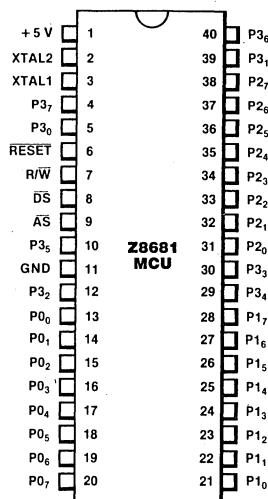 +5 V 1 40 P3₆
XTAL2 2 39 P3₁
XTAL1 3 38 P2₇
P3₇ 4 37 P2₆
P3₀ 5 36 P2₅
R̅E̅S̅E̅T̅ 6 35 P2₄
R/W̅ 7 34 P2₃
D̅S̅ 8 33 P2₂
A̅S̅ 9 32 P2₁
P3₅ 10 Z8681 31 P2₀
GND 11 MCU 30 P3₃
P3₂ 12 29 P3₄
P0₀ 13 28 P1₇
P0₁ 14 27 P1₆
P0₂ 15 26 P1₅
P0₃ 16 25 P1₄
P0₄ 17 24 P1₃
P0₅ 18 23 P1₂
P0₆ 19 22 P1₁
P0₇ 20 21 P1₀